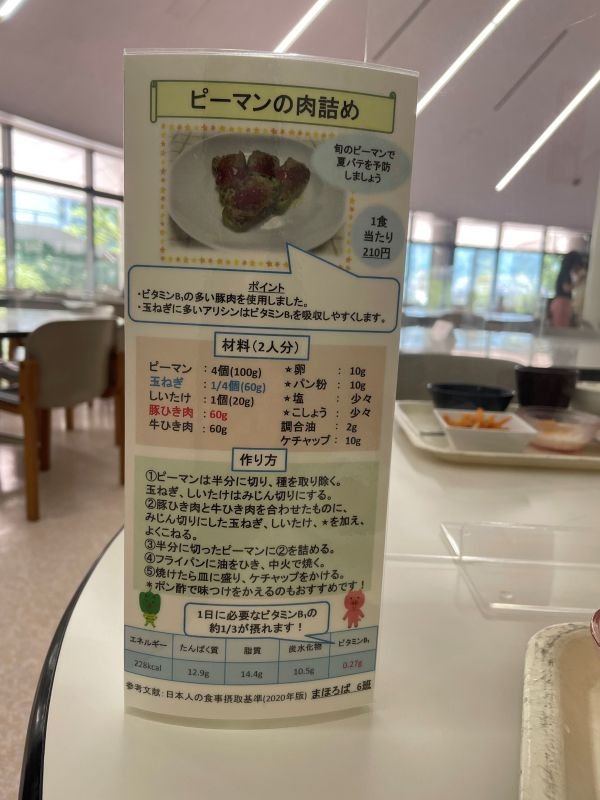 ピーマンの肉詰め
旬のピーマンで
夏バテを予防
しましょう
1食
当たり
210円
ポイント
・ビタミンB₁の多い豚肉を使用しました。
・玉ねぎに多いアリシンはビタミンB₁を吸収しやすくします。
材料(2人分)
ピーマン : 4個(100g)
玉ねぎ : 1/4個(60g)
しいたけ : 1個(20g)
豚ひき肉 : 60g
牛ひき肉 : 60g
★卵 : 10g
★パン粉 : 10g
★塩 : 少々
★こしょう : 少々
調合油 : 2g
ケチャップ : 10g
作り方
①ピーマンは半分に切り、種を取り除く。
玉ねぎ、しいたけはみじん切りにする。
②豚ひき肉と牛ひき肉を合わせたものに、
みじん切りにした玉ねぎ、しいたけ、★を加え、
よくこねる。
③半分に切ったピーマンに②を詰める。
④フライパンに油をひき、中火で焼く。
⑤焼けたら皿に盛り、ケチャップをかける。
＊ポン酢で味つけをかえるのもおすすめです！
1日に必要なビタミンB₁の
約1/3が摂れます！
エネルギー たんぱく質 脂質 炭水化物 ビタミンB₁
228kcal 12.9g 14.4g 10.5g 0.27g
参考文献：日本人の食事摂取基準(2020年版) まほろば 6班